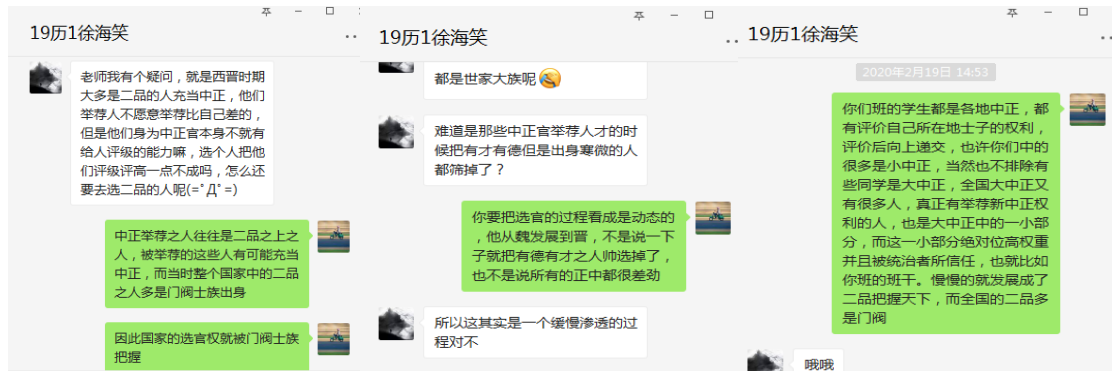 19历1徐海笑
老师我有个疑问，就是西晋时期
大多是二品的人充当中正，他们
举荐人不愿意举荐比自己差的，
但是他们身为中正官本身不就有
给人评级的能力嘛，选个人把他
们评级评高一点不成吗，怎么还
要去选二品的人呢(=ﾟДﾟ=)
中正举荐之人往往是二品之上之
人，被举荐的这些人有可能充当
中正，而当时整个国家中的二品
之人多是门阀士族出身
因此国家的选官权就被门阀士族
把握
19历1徐海笑
都是世家大族呢
难道是那些中正官举荐人才的时
候把有才有德但是出身寒微的人
都筛掉了？
你要把选官的过程看成是动态的
，他从魏发展到晋，不是说一下
子就把有德有才之人帅选掉了，
也不是说所有的正中都很差劲
所以这其实是一个缓慢渗透的过
程对不
19历1徐海笑
2020年2月19日 14:53
你们班的学生都是各地中正，都
有评价自己所在地士子的权利，
评价后向上递交，也许你们中的
很多是小中正，当然也不排除有
些同学是大中正，全国大中正又
有很多人，真正有举荐新中正权
利的人，也是大中正中的一小部
分，而这一小部分绝对位高权重
并且被统治者所信任，也就比如
你班的班干。慢慢的就发展成了
二品把握天下，而全国的二品多
是门阀
哦哦